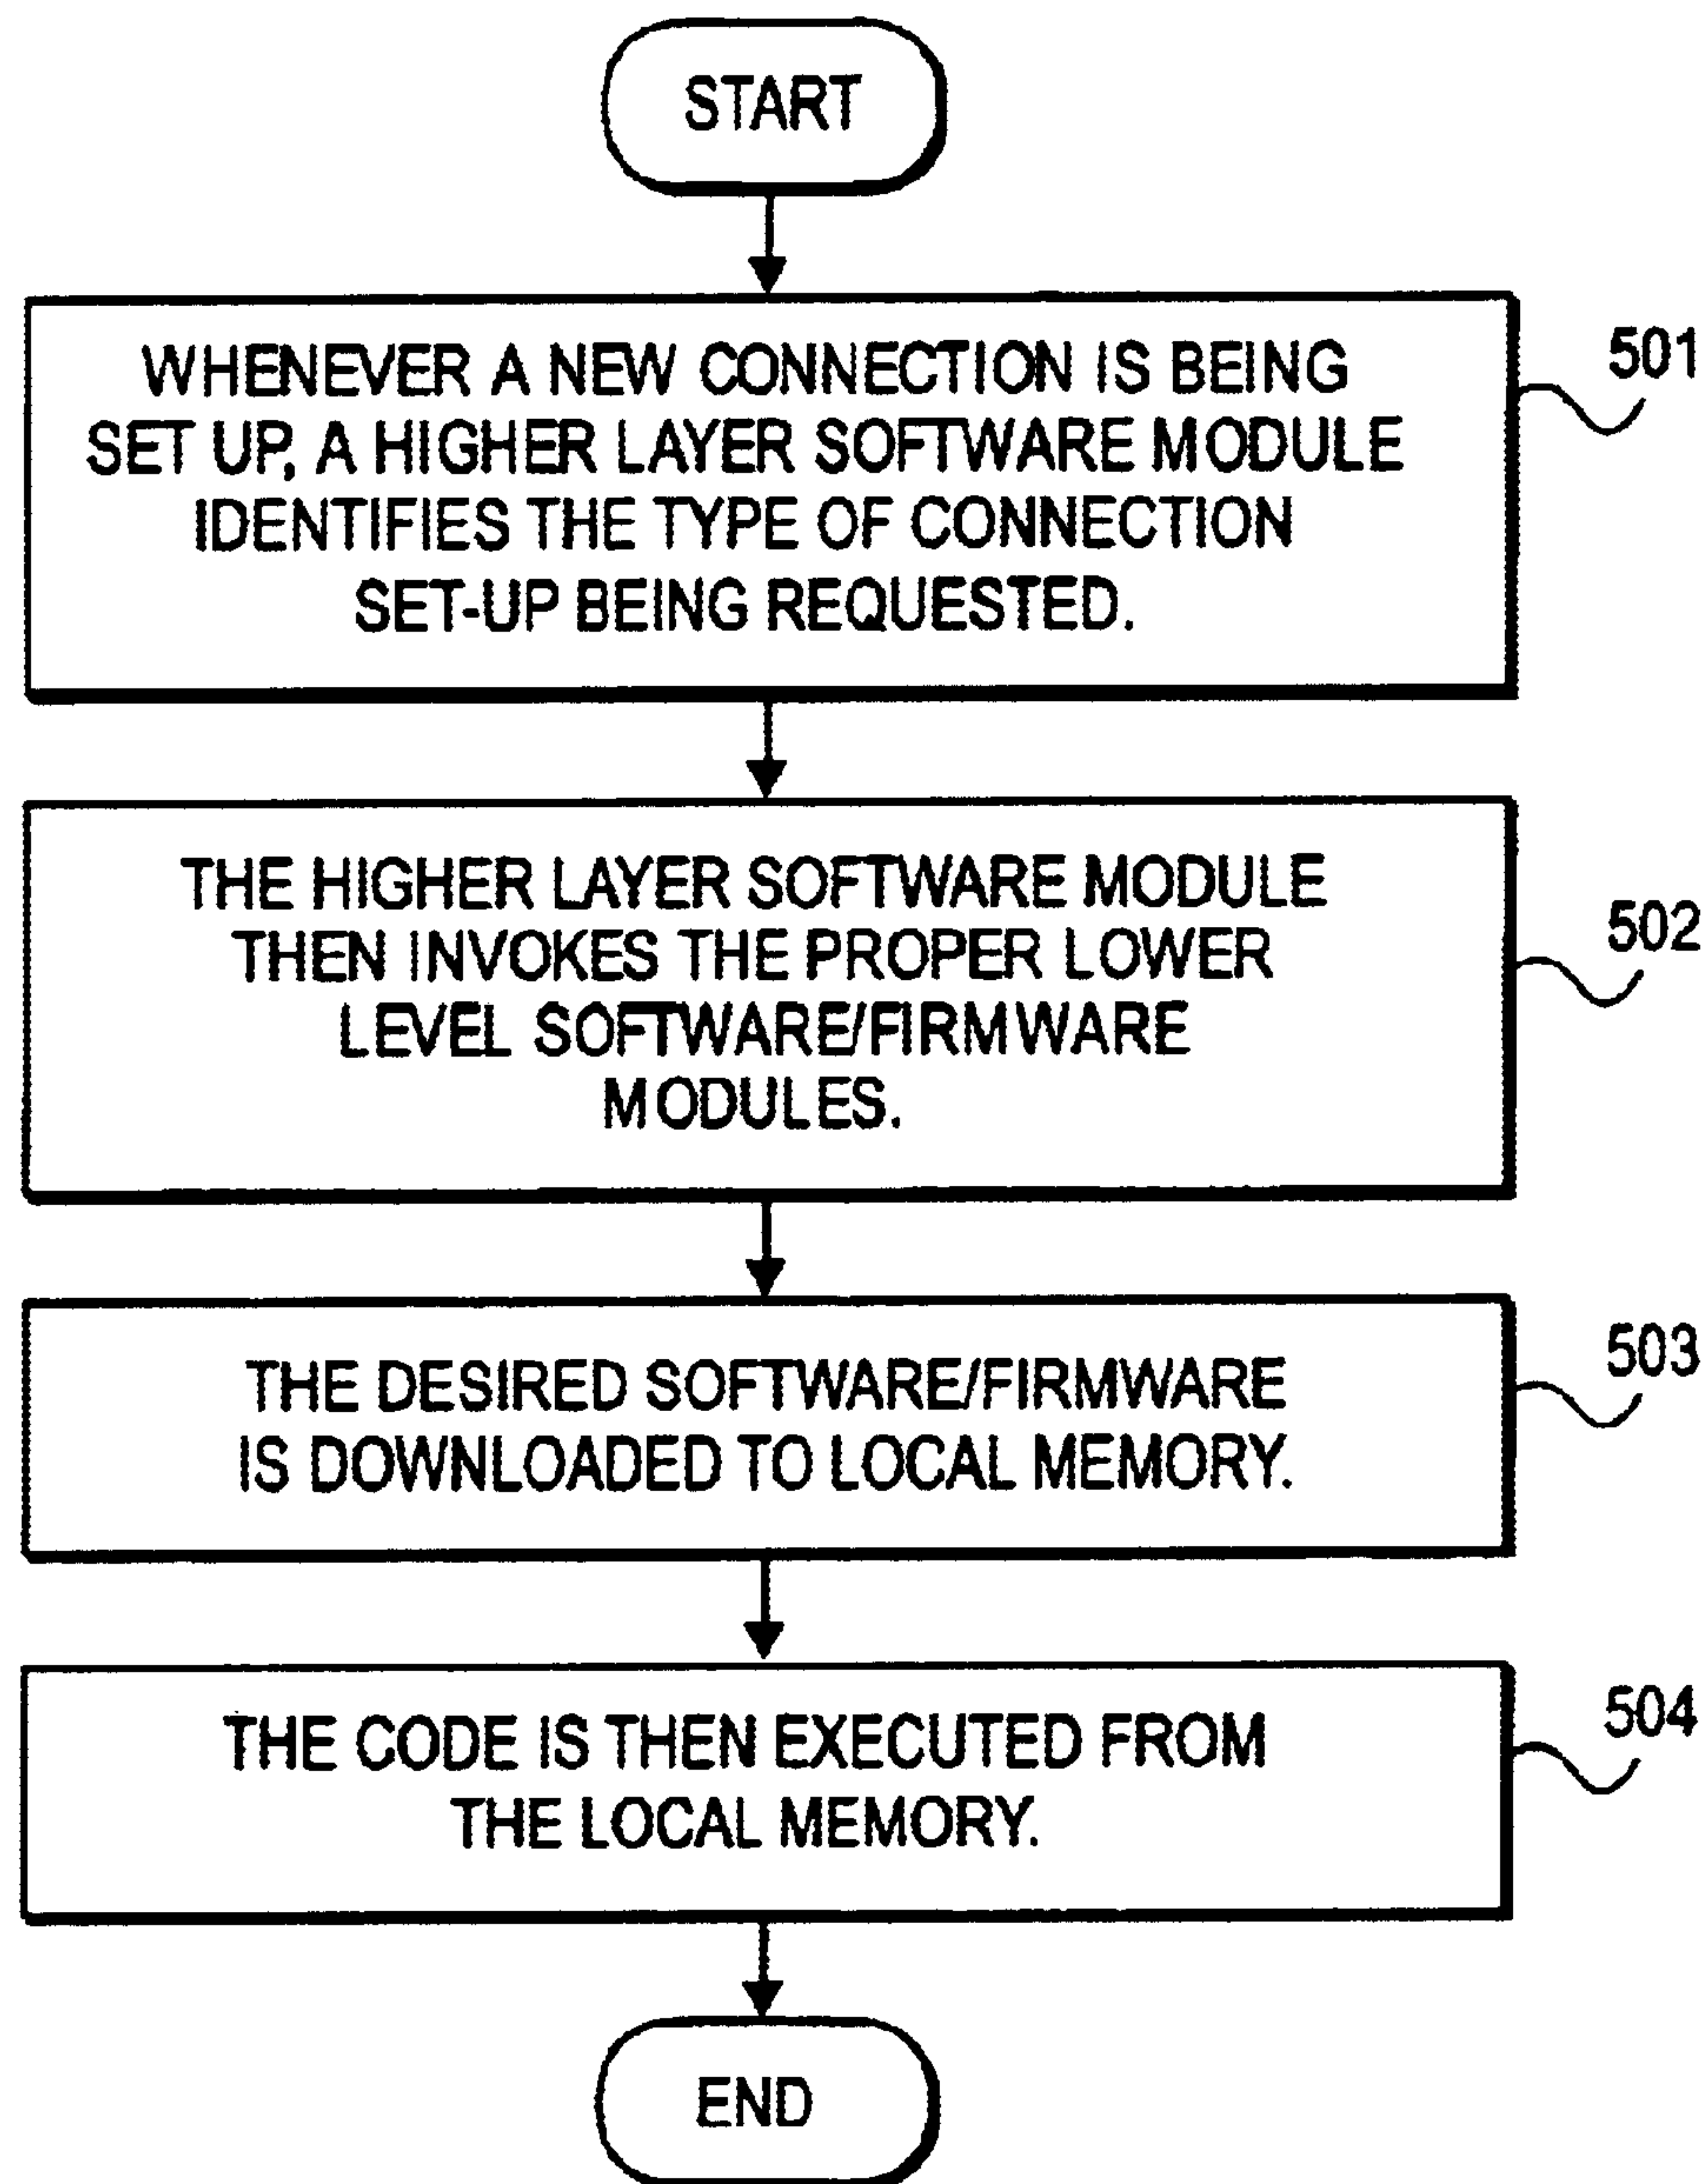 START
WHENEVER A NEW CONNECTION IS BEING
SET UP, A HIGHER LAYER SOFTWARE MODULE
IDENTIFIES THE TYPE OF CONNECTION
SET-UP BEING REQUESTED.
501
THE HIGHER LAYER SOFTWARE MODULE
THEN INVOKES THE PROPER LOWER
LEVEL SOFTWARE/FIRMWARE
MODULES.
502
THE DESIRED SOFTWARE/FIRMWARE
IS DOWNLOADED TO LOCAL MEMORY.
503
THE CODE IS THEN EXECUTED FROM
THE LOCAL MEMORY.
504
END